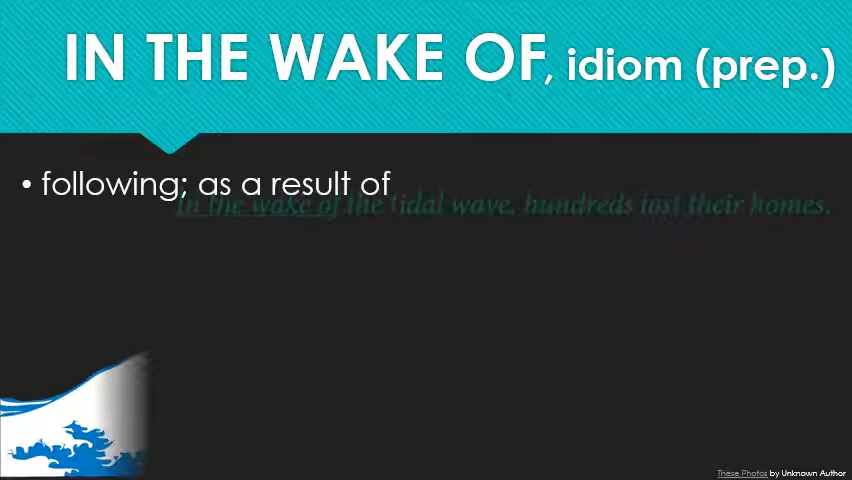 IN THE WAKE OF, idiom (prep.)
• following; as a result of
In the wake of the tidal wave, hundreds lost their homes.
These Photos by Unknown Author